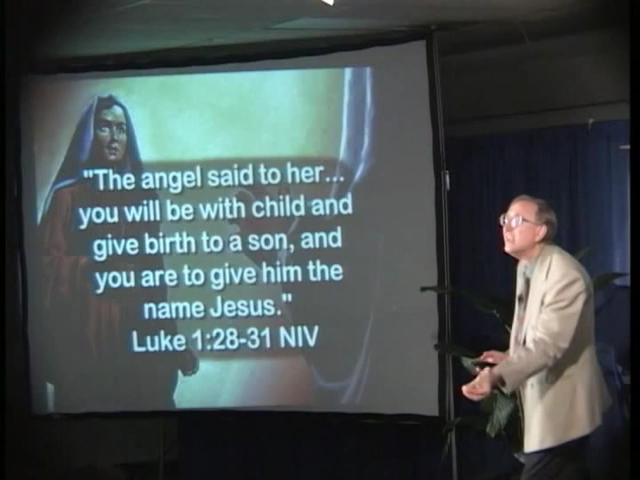 "The angel said to her...
you will be with child and
give birth to a son, and
you are to give him the
name Jesus."
Luke 1:28-31 NIV